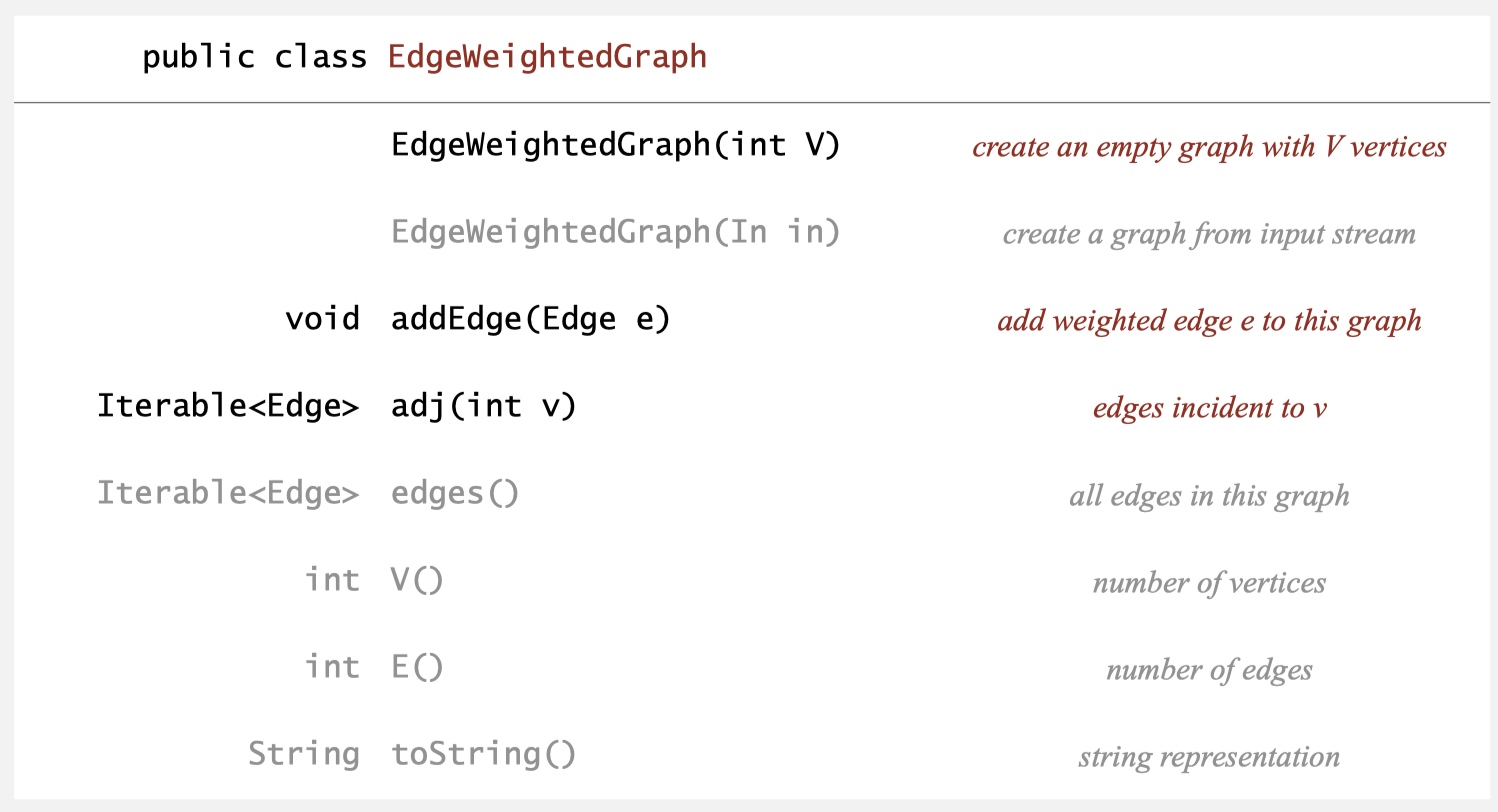 public class EdgeWeightedGraph
EdgeWeightedGraph(int V) create an empty graph with V vertices
EdgeWeightedGraph(In in) create a graph from input stream
void addEdge(Edge e) add weighted edge e to this graph
Iterable<Edge> adj(int v) edges incident to v
Iterable<Edge> edges() all edges in this graph
int V() number of vertices
int E() number of edges
String toString() string representation